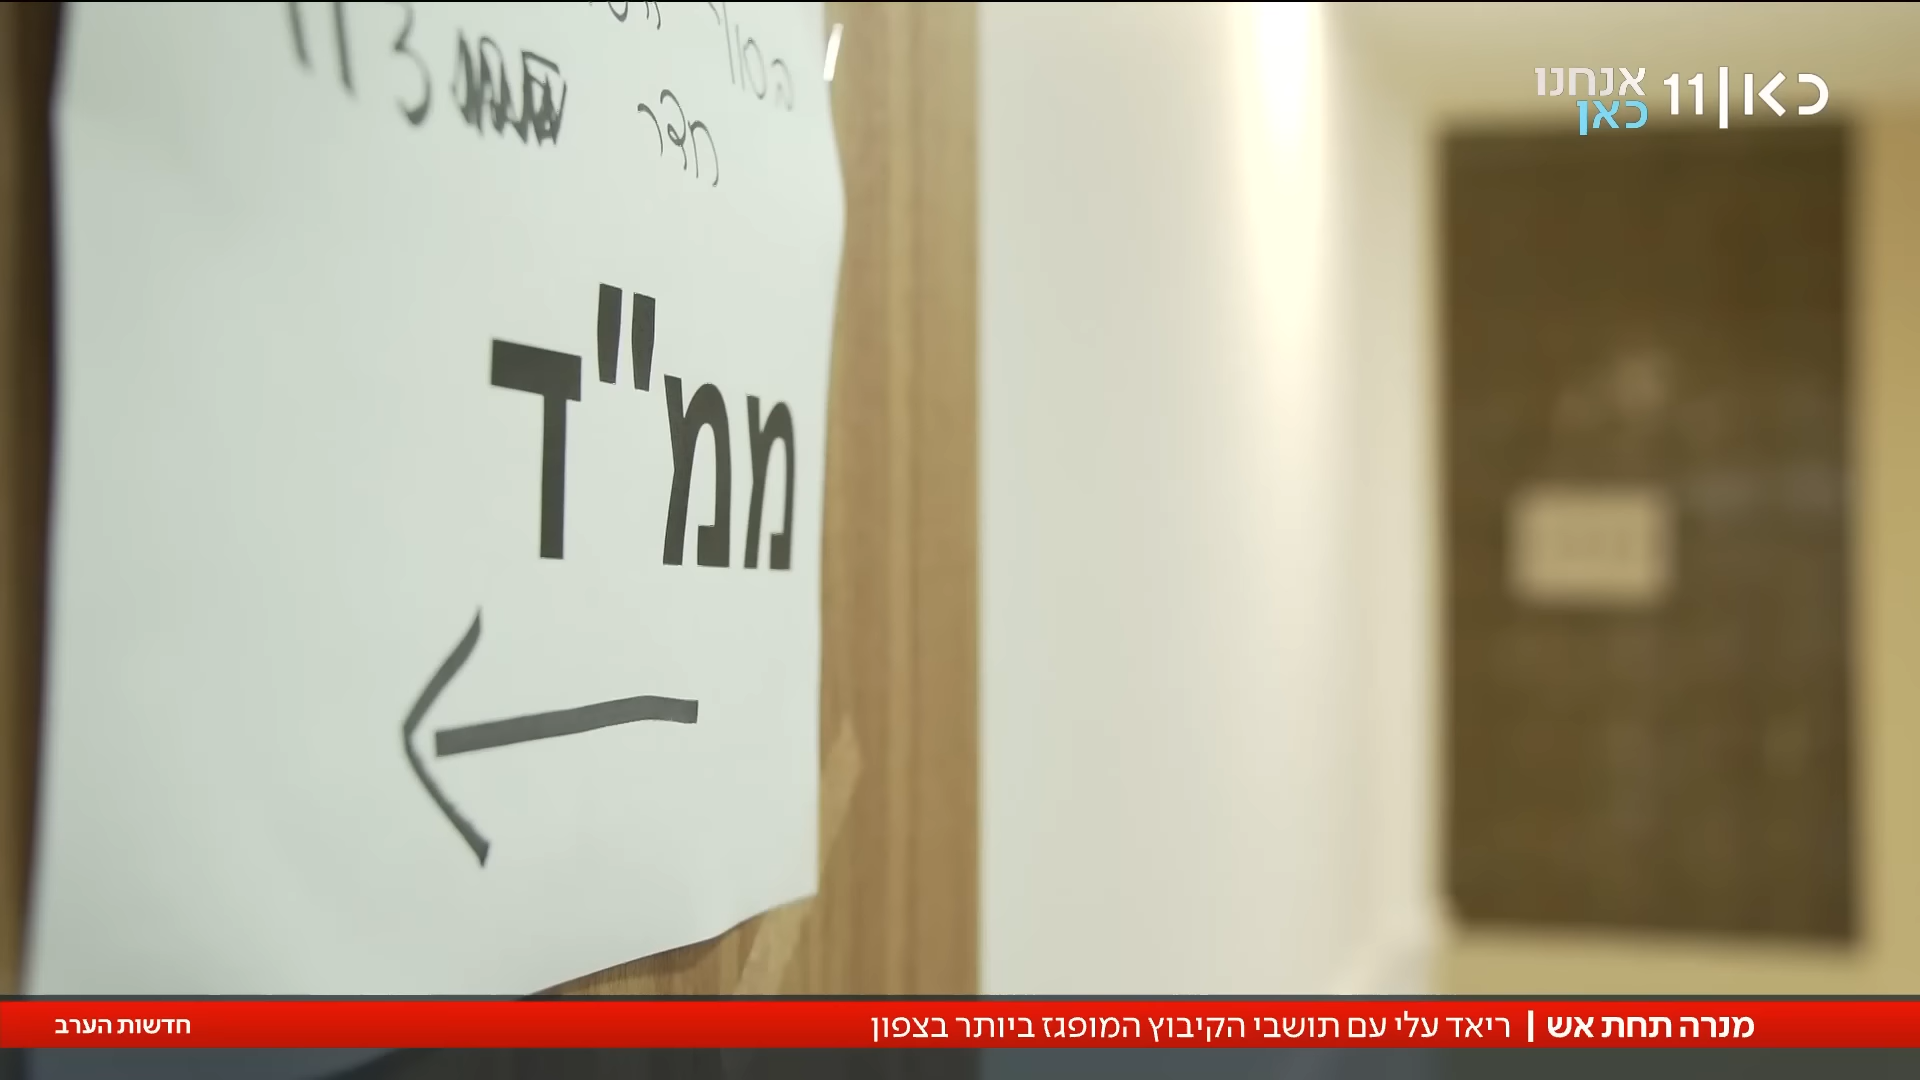 בסוף
חדר
ממ"ד
כאן 11
אנחנו
כאן
מנרה תחת אש | ריאד עלי עם תושבי הקיבוץ המופגז ביותר בצפון
חדשות הערב